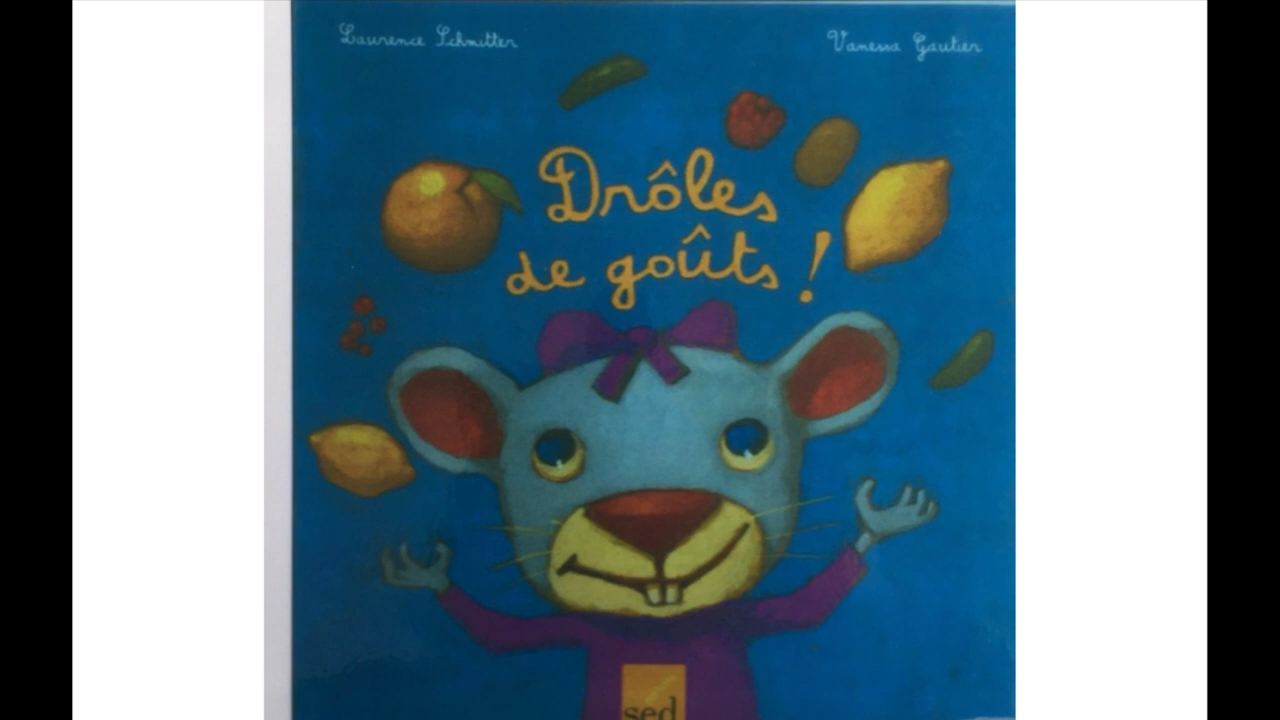 Laurence Schmitter
Vanessa Gautier
Drôles
de goûts !
sed